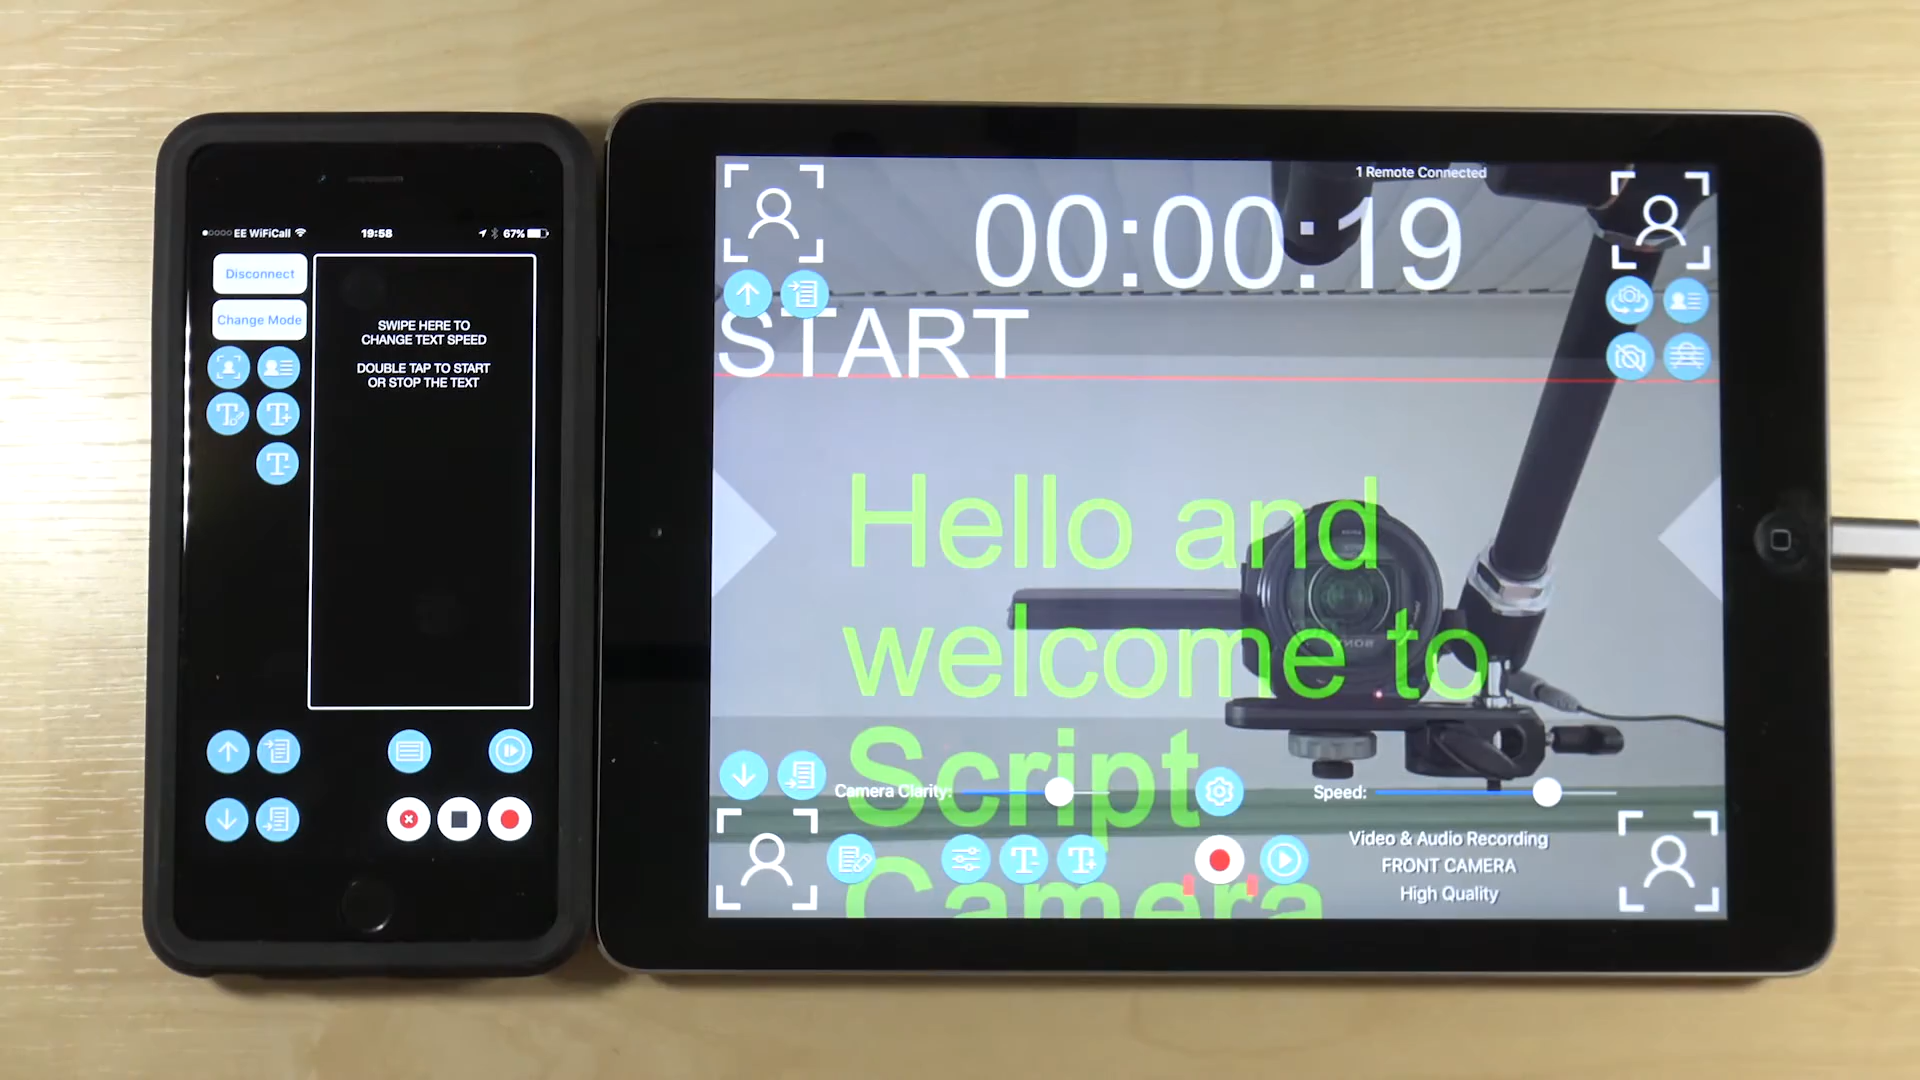 EE WiFiCall
19:58
67%
Disconnect
Change Mode
SWIPE HERE TO
CHANGE TEXT SPEED
DOUBLE TAP TO START
OR STOP THE TEXT
1 Remote Connected
00:00:19
START
Hello and
welcome to
Script
Camera
Camera Clarity:
Speed:
Video & Audio Recording
FRONT CAMERA
High Quality
SONY